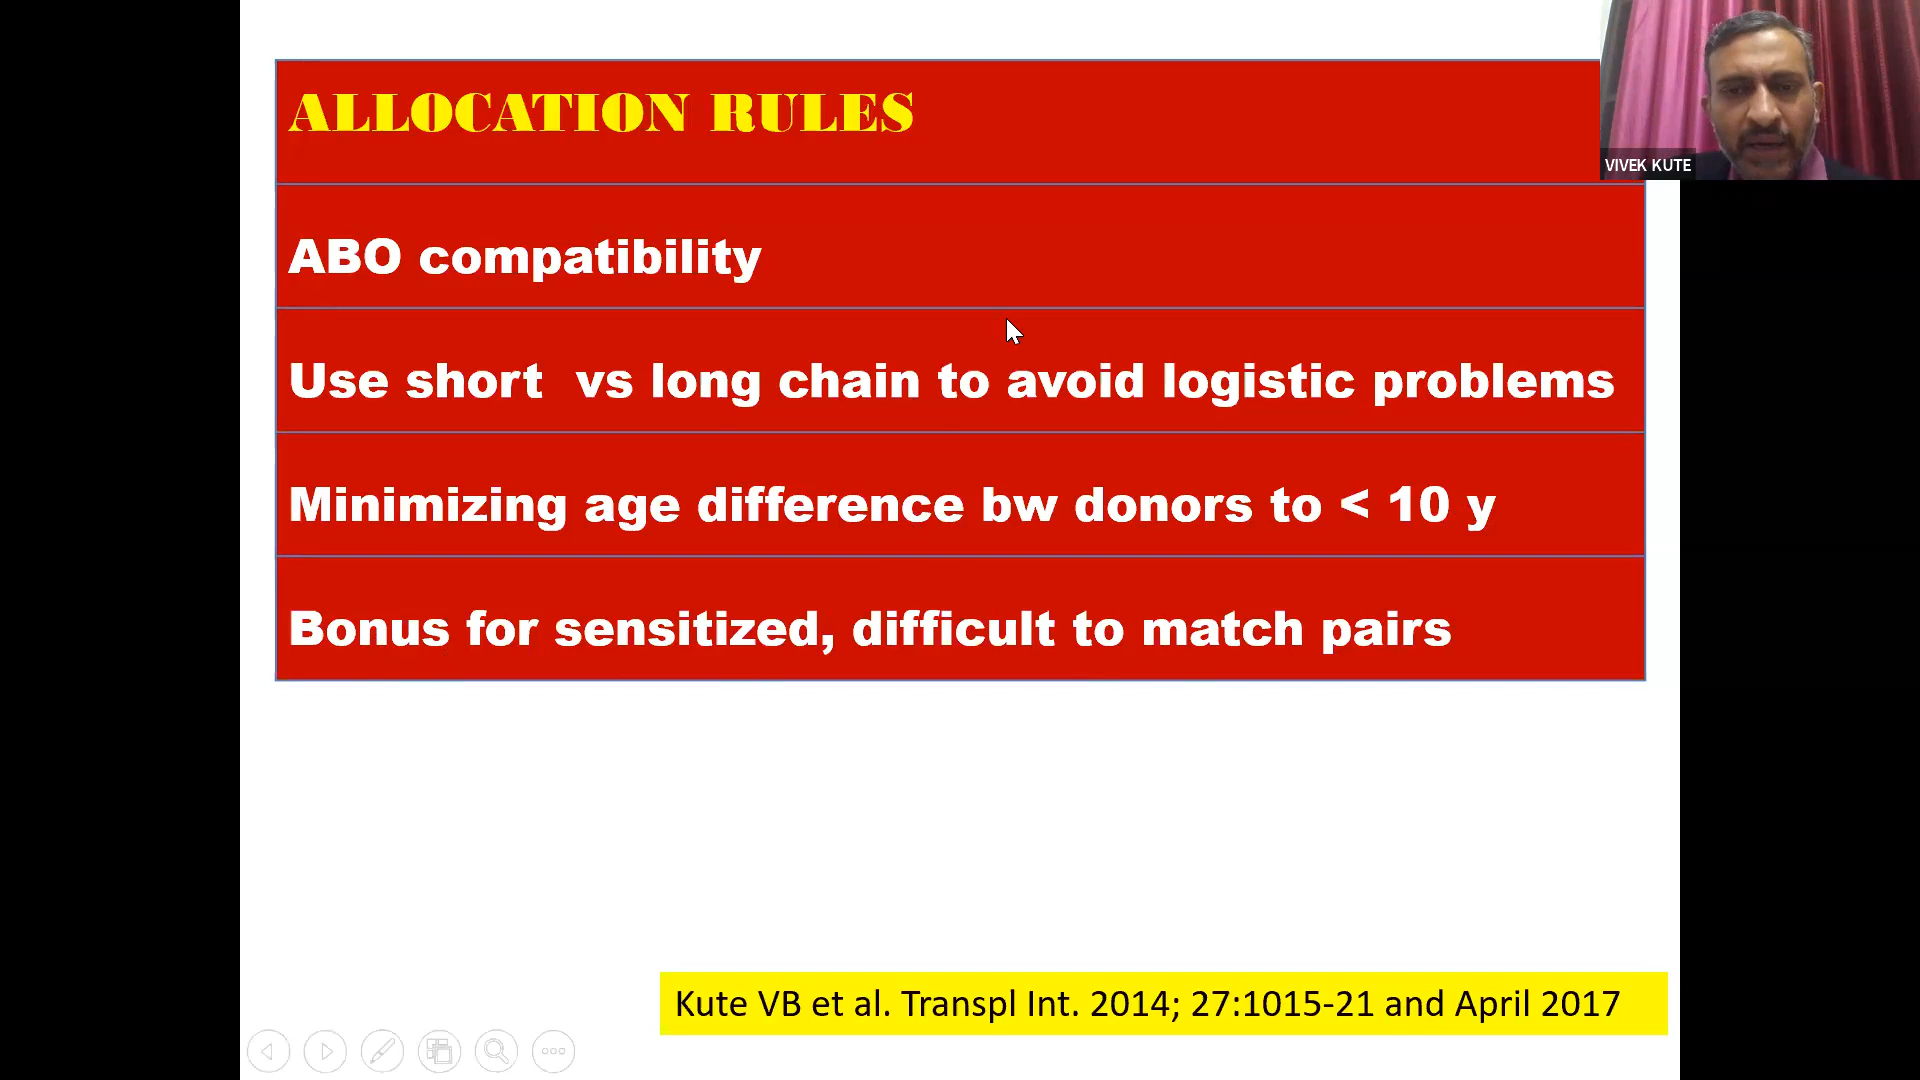 ALLOCATION RULES
VIVEK KUTE
ABO compatibility
Use short  vs long chain to avoid logistic problems
Minimizing age difference bw donors to < 10 y
Bonus for sensitized, difficult to match pairs
Kute VB et al. Transpl Int. 2014; 27:1015-21 and April 2017